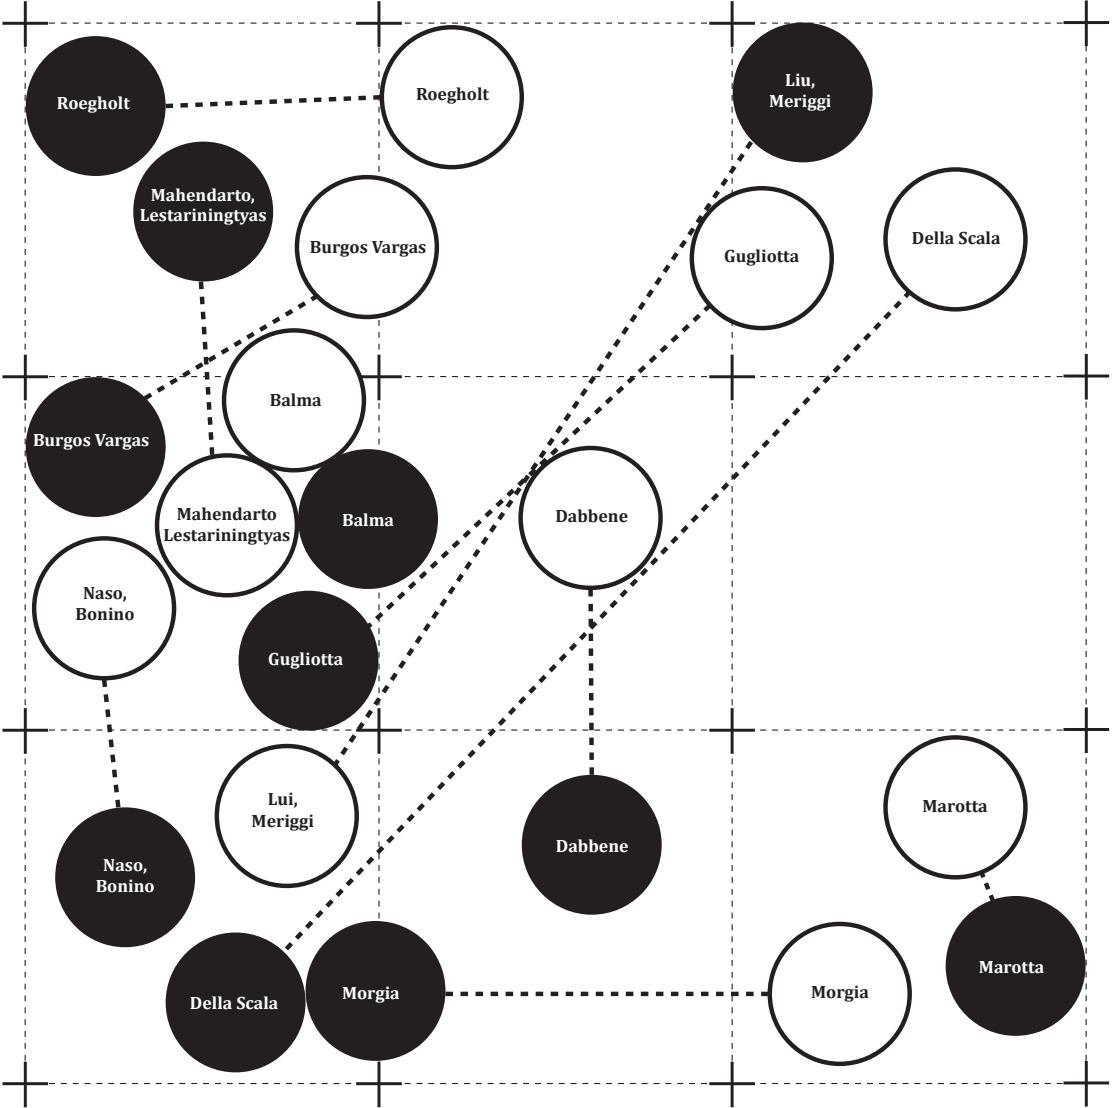 Roegholt
Roegholt
Liu,
Meriggi
Mahendarto,
Lestariningtyas
Burgos Vargas
Gugliotta
Della Scala
Balma
Burgos Vargas
Mahendarto
Lestariningtyas
Balma
Dabbene
Naso,
Bonino
Gugliotta
Lui,
Meriggi
Marotta
Dabbene
Naso,
Bonino
Marotta
Della Scala
Morgia
Morgia